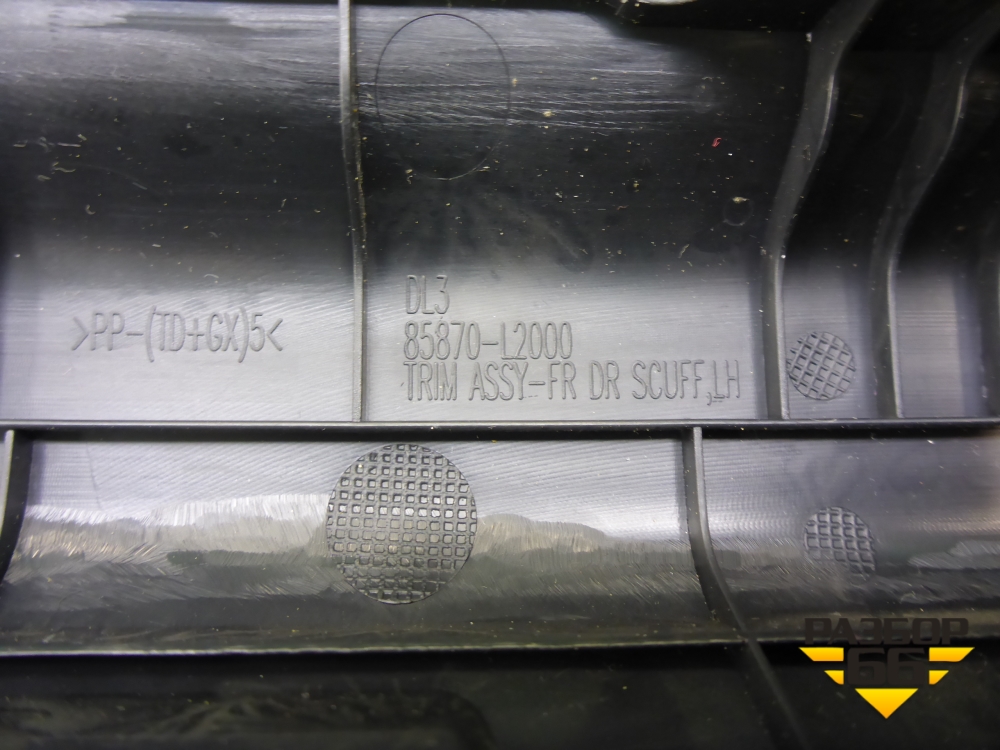 >PP-(TD+GX)5<
DL3
85870-L2000
TRIM ASSY-FR DR SCUFF,LH
РАЗБОР
66